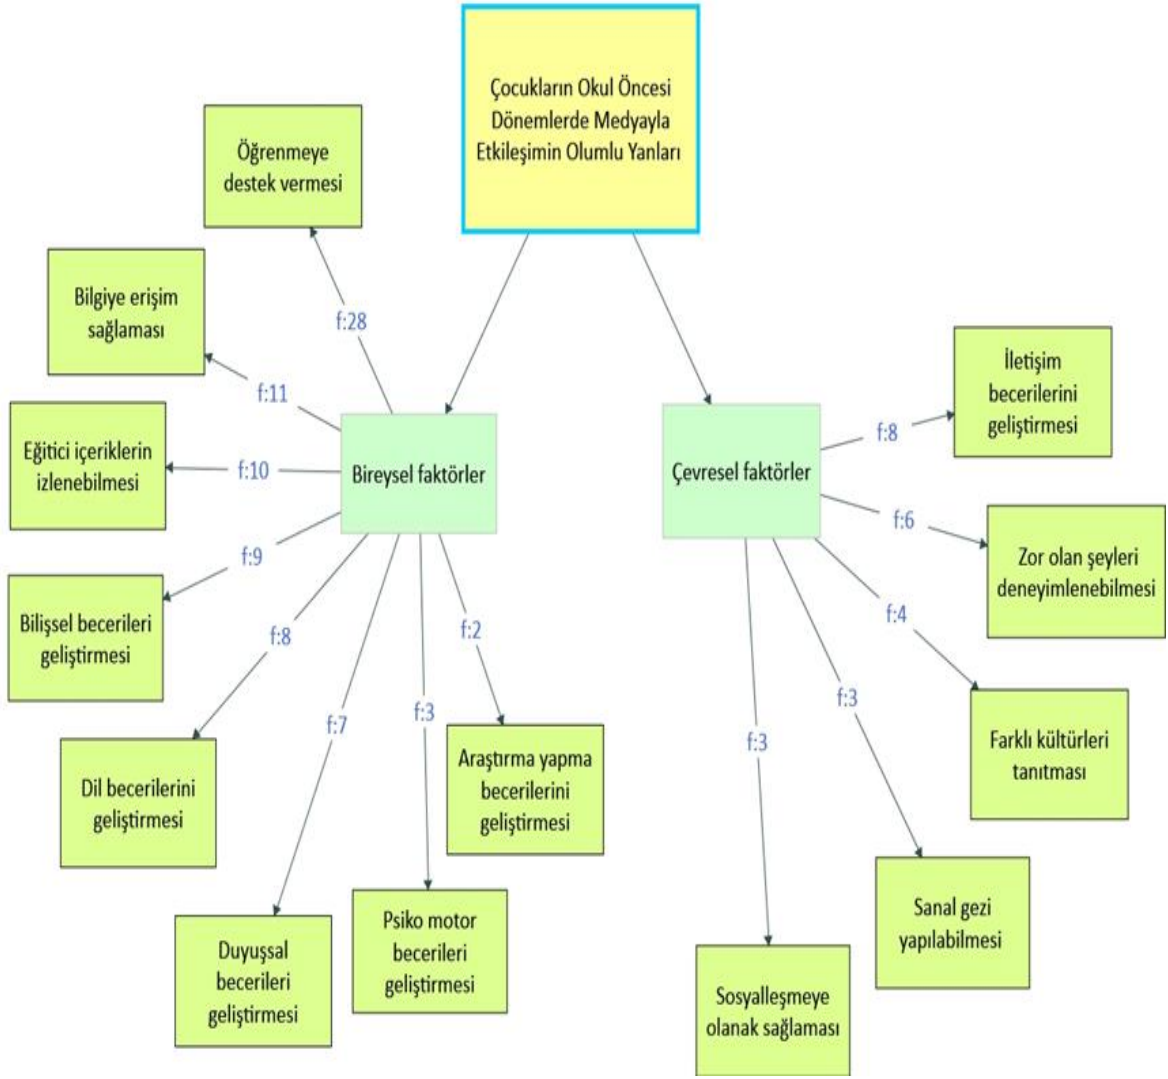 Çocukların Okul Öncesi
Dönemlerde Medyayla
Etkileşimin Olumlu Yanları
Öğrenmeye
destek vermesi
Bilgiye erişim
sağlaması
f:28
f:11
Eğitici içeriklerin
izlenebilmesi
f:10
Bireysel faktörler
Çevresel faktörler
f:8
İletişim
becerilerini
geliştirmesi
f:6
Zor olan şeyleri
deneyimlenebilmesi
f:9
Bilişsel becerileri
geliştirmesi
f:8
f:2
f:4
f:7
f:3
f:3
f:3
Dil becerilerini
geliştirmesi
Araştırma yapma
becerilerini
geliştirmesi
Farklı kültürleri
tanıtması
Duyuşsal
becerileri
geliştirmesi
Psiko motor
becerileri
geliştirmesi
Sanal gezi
yapılabilmesi
Sosyalleşmeye
olanak sağlaması